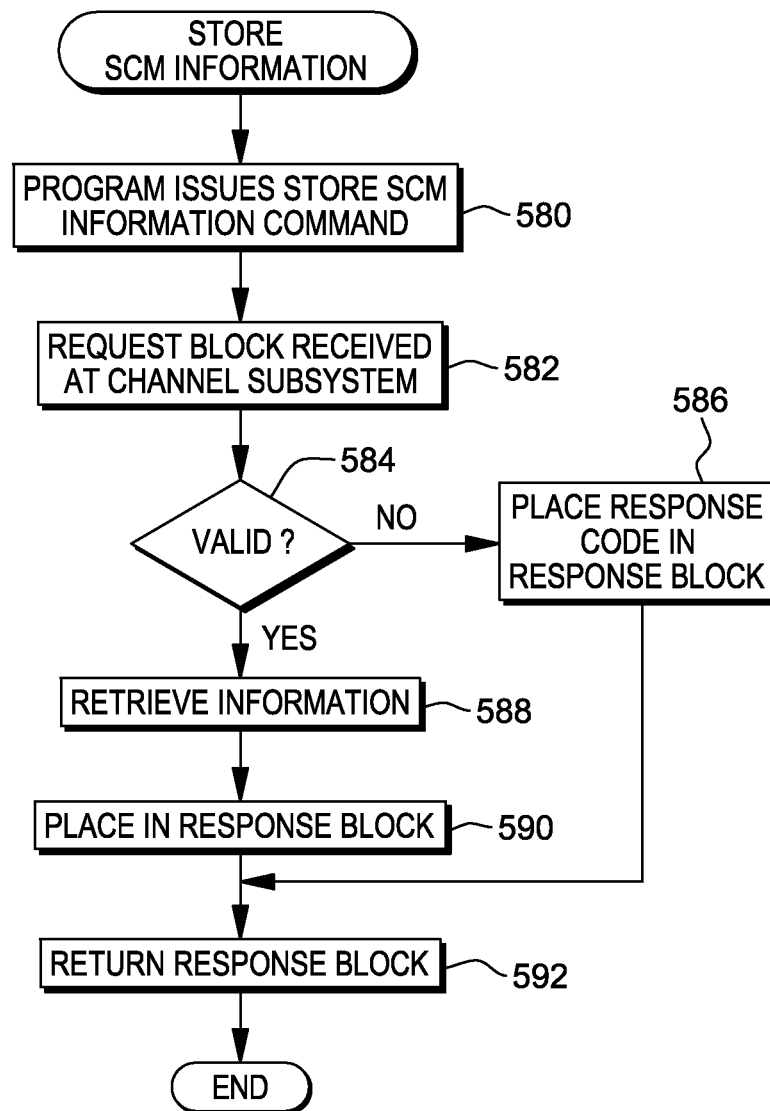 STORE
SCM INFORMATION
PROGRAM ISSUES STORE SCM
INFORMATION COMMAND
580
REQUEST BLOCK RECEIVED
AT CHANNEL SUBSYSTEM
582
584
VALID ?
NO
586
PLACE RESPONSE
CODE IN
RESPONSE BLOCK
YES
RETRIEVE INFORMATION
588
PLACE IN RESPONSE BLOCK
590
RETURN RESPONSE BLOCK
592
END